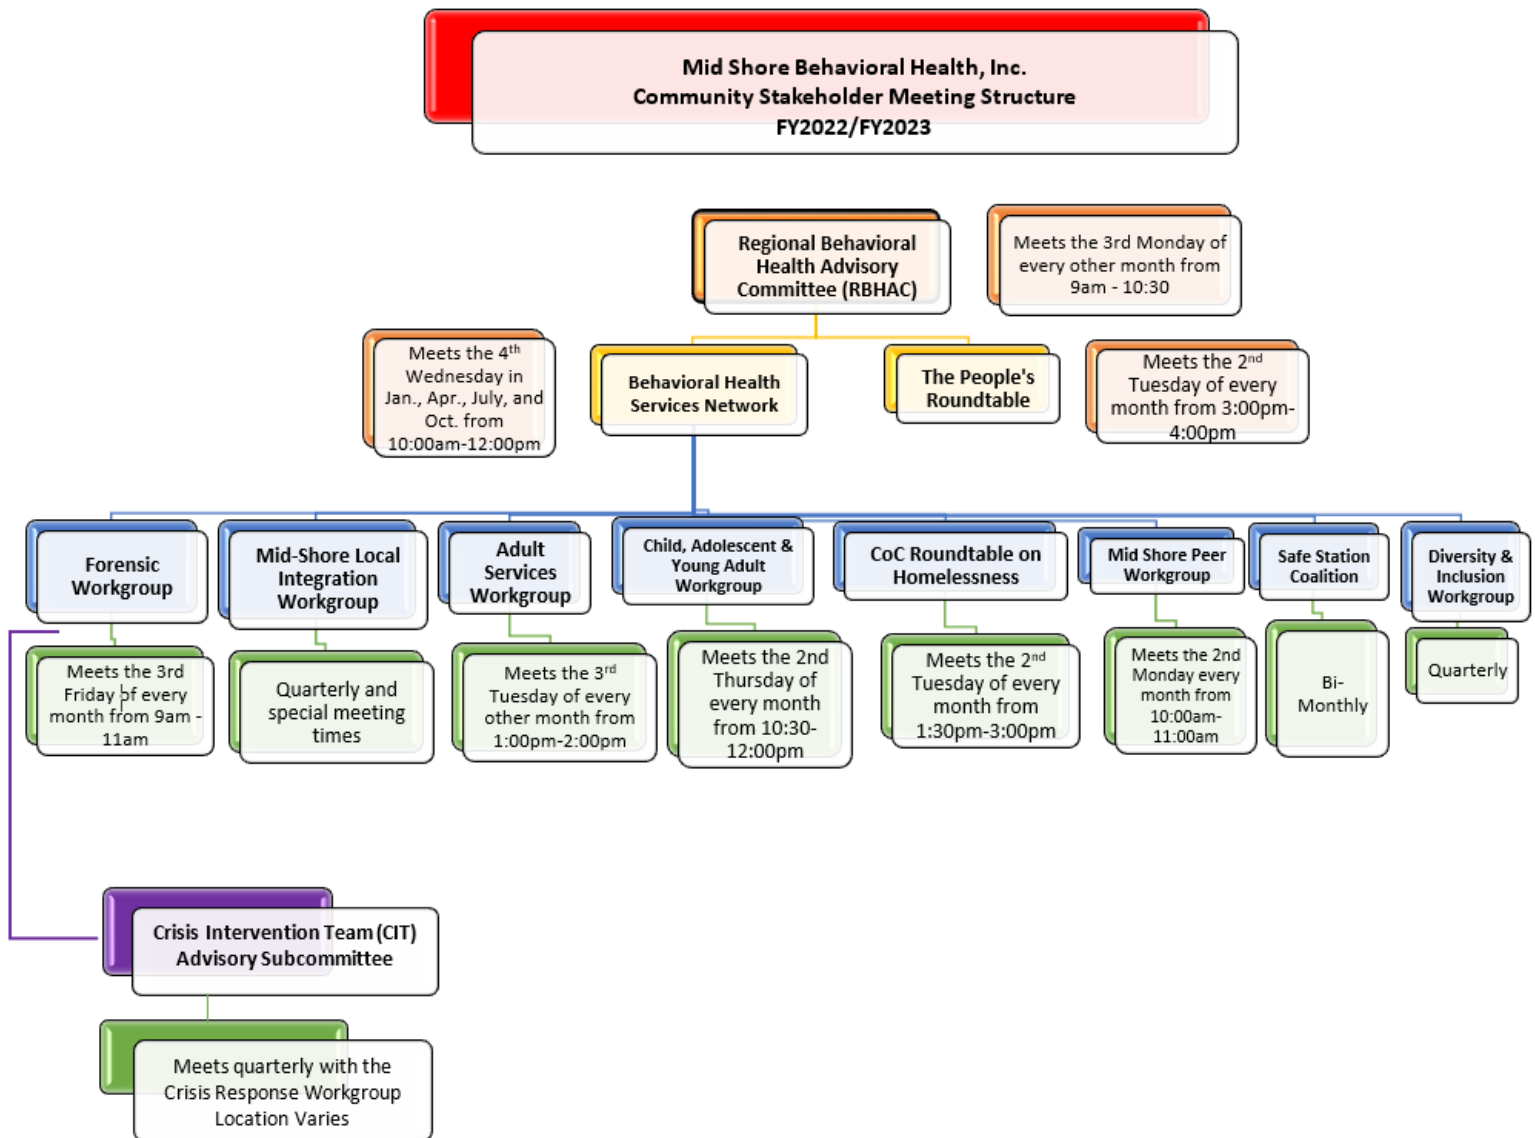 Mid Shore Behavioral Health, Inc.
Community Stakeholder Meeting Structure
FY2022/FY2023
Regional Behavioral
Health Advisory
Committee (RBHAC)
Meets the 3rd Monday of
every other month from
9am - 10:30
Meets the 4th
Wednesday in
Jan., Apr., July, and
Oct. from
10:00am-12:00pm
Behavioral Health
Services Network
The People's
Roundtable
Meets the 2nd
Tuesday of every
month from 3:00pm-
4:00pm
Forensic
Workgroup
Mid-Shore Local
Integration
Workgroup
Adult
Services
Workgroup
Child, Adolescent &
Young Adult
Workgroup
CoC Roundtable on
Homelessness
Mid Shore Peer
Workgroup
Safe Station
Coalition
Diversity &
Inclusion
Workgroup
Meets the 3rd
Friday of every
month from 9am -
11am
Quarterly and
special meeting
times
Meets the 3rd
Tuesday of every
other month from
1:00pm-2:00pm
Meets the 2nd
Thursday of
every month
from 10:30-
12:00pm
Meets the 2nd
Tuesday of every
month from
1:30pm-3:00pm
Meets the 2nd
Monday every
month from
10:00am-
11:00am
Bi-
Monthly
Quarterly
Crisis Intervention Team (CIT)
Advisory Subcommittee
Meets quarterly with the
Crisis Response Workgroup
Location Varies